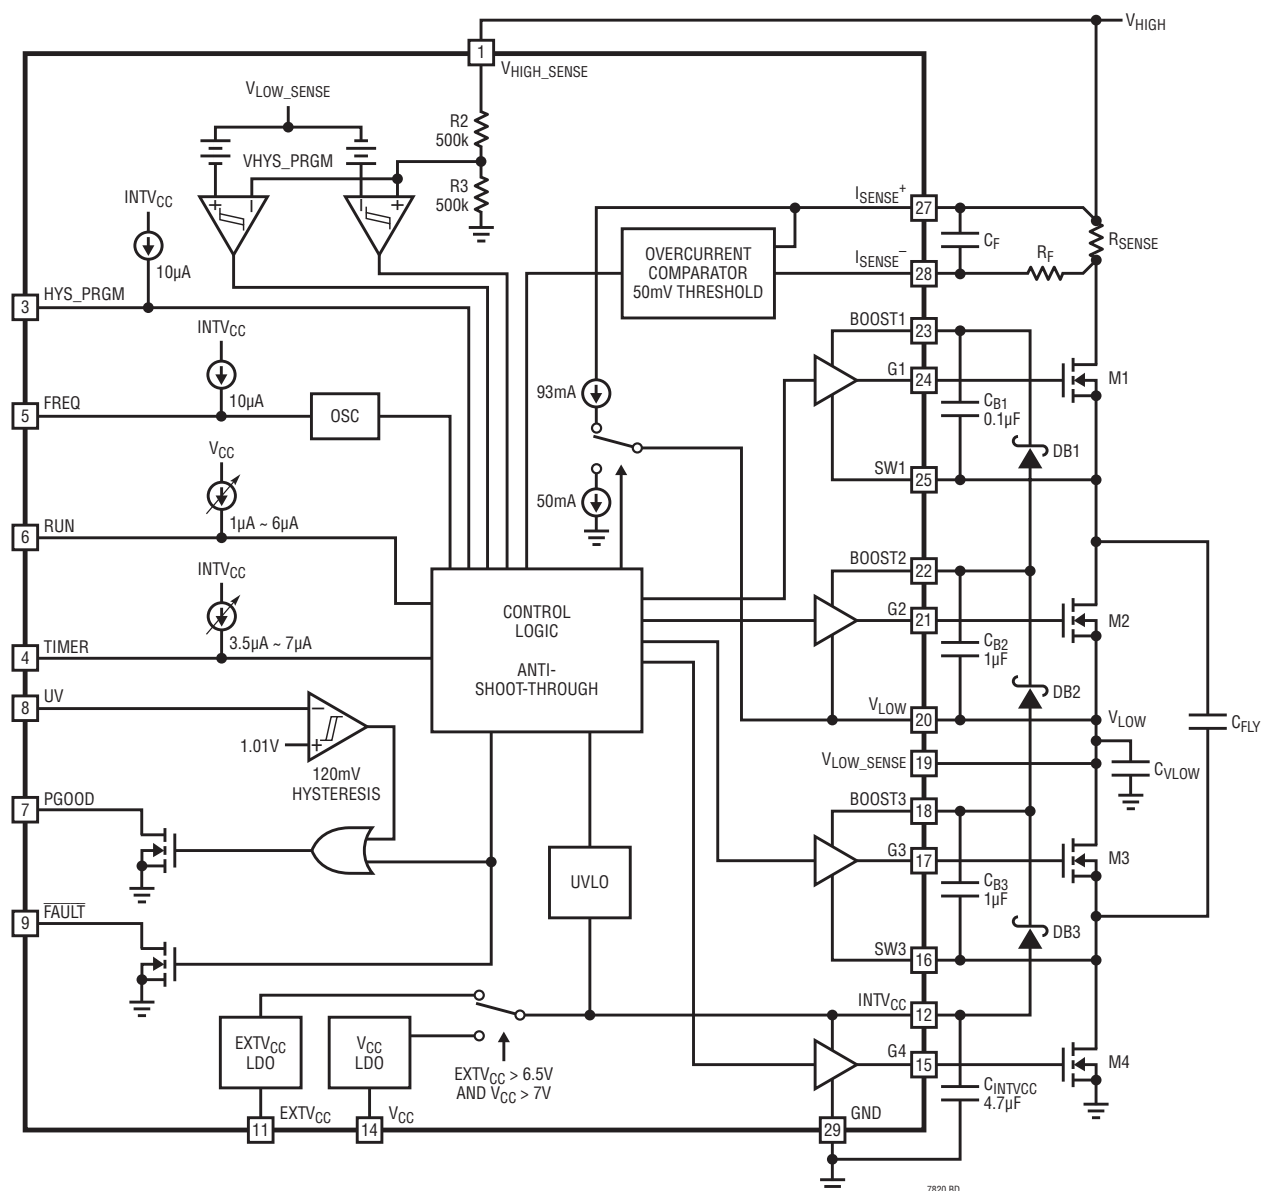 V_HIGH
1
V_HIGH_SENSE
V_LOW_SENSE
R2
500k
VHYS_PRGM
R3
500k
+
–
–
+
INTV_CC
10µA
HYS_PRGM
3
I_SENSE+
27
C_F
R_SENSE
R_F
OVERCURRENT
COMPARATOR
50mV THRESHOLD
I_SENSE–
28
INTV_CC
10µA
FREQ
5
OSC
BOOST1
23
G1
24
M1
93mA
C_B1
0.1µF
DB1
SW1
25
50mA
V_CC
1µA ~ 6µA
RUN
6
INTV_CC
3.5µA ~ 7µA
TIMER
4
CONTROL
LOGIC
ANTI-
SHOOT-THROUGH
BOOST2
22
G2
21
M2
C_B2
1µF
DB2
V_LOW
20
V_LOW
C_FLY
UV
8
–
1.01V
+
120mV
HYSTERESIS
V_LOW_SENSE
19
C_VLOW
PGOOD
7
BOOST3
18
G3
17
M3
UVLO
C_B3
1µF
DB3
FAULT
9
SW3
16
INTV_CC
12
EXTV_CC
LDO
V_CC
LDO
EXTV_CC > 6.5V
AND V_CC > 7V
G4
15
M4
C_INTVCC
4.7µF
11
EXTV_CC
14
V_CC
GND
29
7820 BD